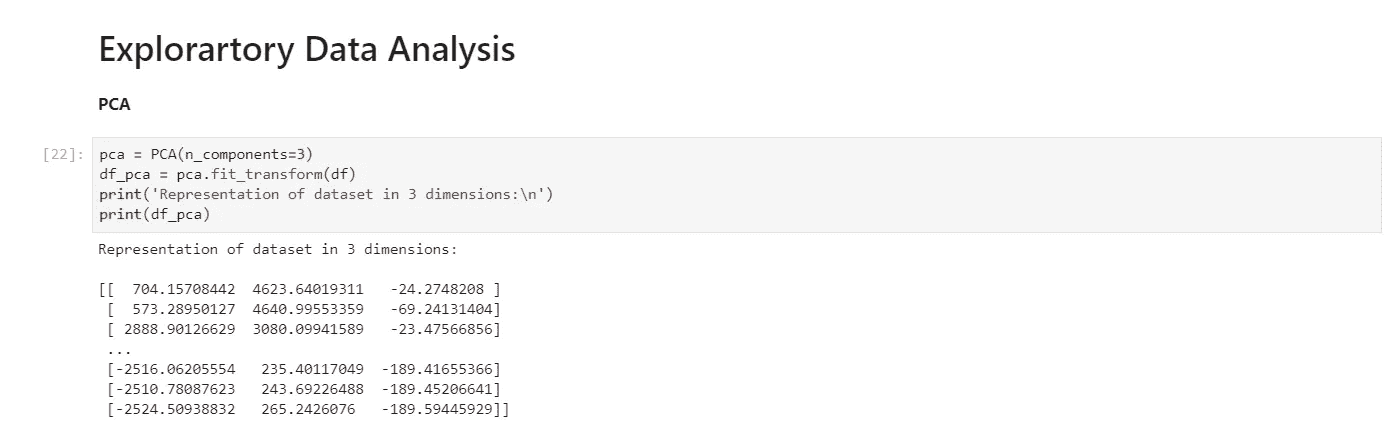 Explorartory Data Analysis
PCA
[22]: pca = PCA(n_components=3)
df_pca = pca.fit_transform(df)
print('Representation of dataset in 3 dimensions:\n')
print(df_pca)
Representation of dataset in 3 dimensions:
[[  704.15708442  4623.64019311   -24.2748208 ]
 [  573.28950127  4640.99553359   -69.24131404]
 [ 2888.90126629  3080.09941589   -23.47566856]
 ...
 [-2516.06205554   235.40117049  -189.41655366]
 [-2510.78087623   243.69226488  -189.45206641]
 [-2524.50938832   265.2426076   -189.59445929]]